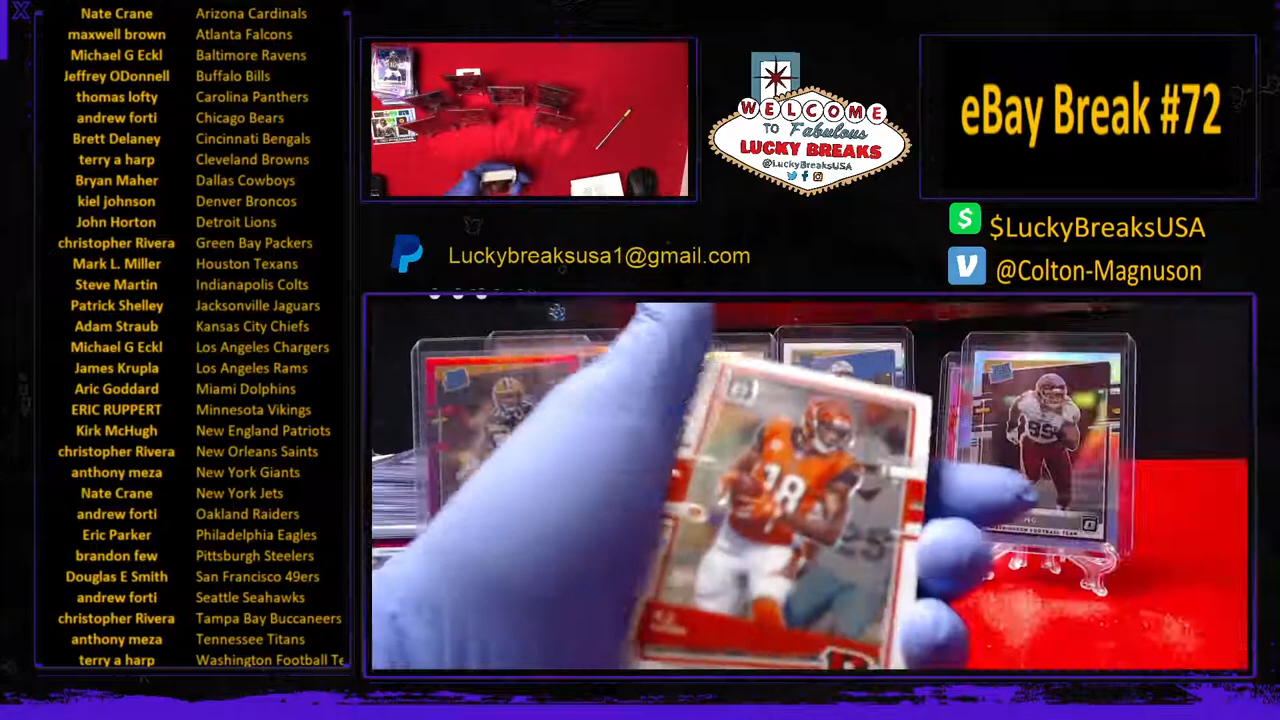 Nate Crane Arizona Cardinals
maxwell brown Atlanta Falcons
Michael G Eckl Baltimore Ravens
Jeffrey ODonnell Buffalo Bills
thomas lofty Carolina Panthers
andrew forti Chicago Bears
Brett Delaney Cincinnati Bengals
terry a harp Cleveland Browns
Bryan Maher Dallas Cowboys
kiel johnson Denver Broncos
John Horton Detroit Lions
christopher Rivera Green Bay Packers
Mark L. Miller Houston Texans
Steve Martin Indianapolis Colts
Patrick Shelley Jacksonville Jaguars
Adam Straub Kansas City Chiefs
Michael G Eckl Los Angeles Chargers
James Krupla Los Angeles Rams
Aric Goddard Miami Dolphins
ERIC RUPPERT Minnesota Vikings
Kirk McHugh New England Patriots
christopher Rivera New Orleans Saints
anthony meza New York Giants
Nate Crane New York Jets
andrew forti Oakland Raiders
Eric Parker Philadelphia Eagles
brandon few Pittsburgh Steelers
Douglas E Smith San Francisco 49ers
andrew forti Seattle Seahawks
christopher Rivera Tampa Bay Buccaneers
anthony meza Tennessee Titans
terry a harp Washington Football Te
WELCOME
TO Fabulous
LUCKY BREAKS
@LuckyBreaksUSA
eBay Break #72
$LuckyBreaksUSA
@Colton-Magnuson
Luckybreaksusa1@gmail.com
18
25
99
FOOTBALL TEAM